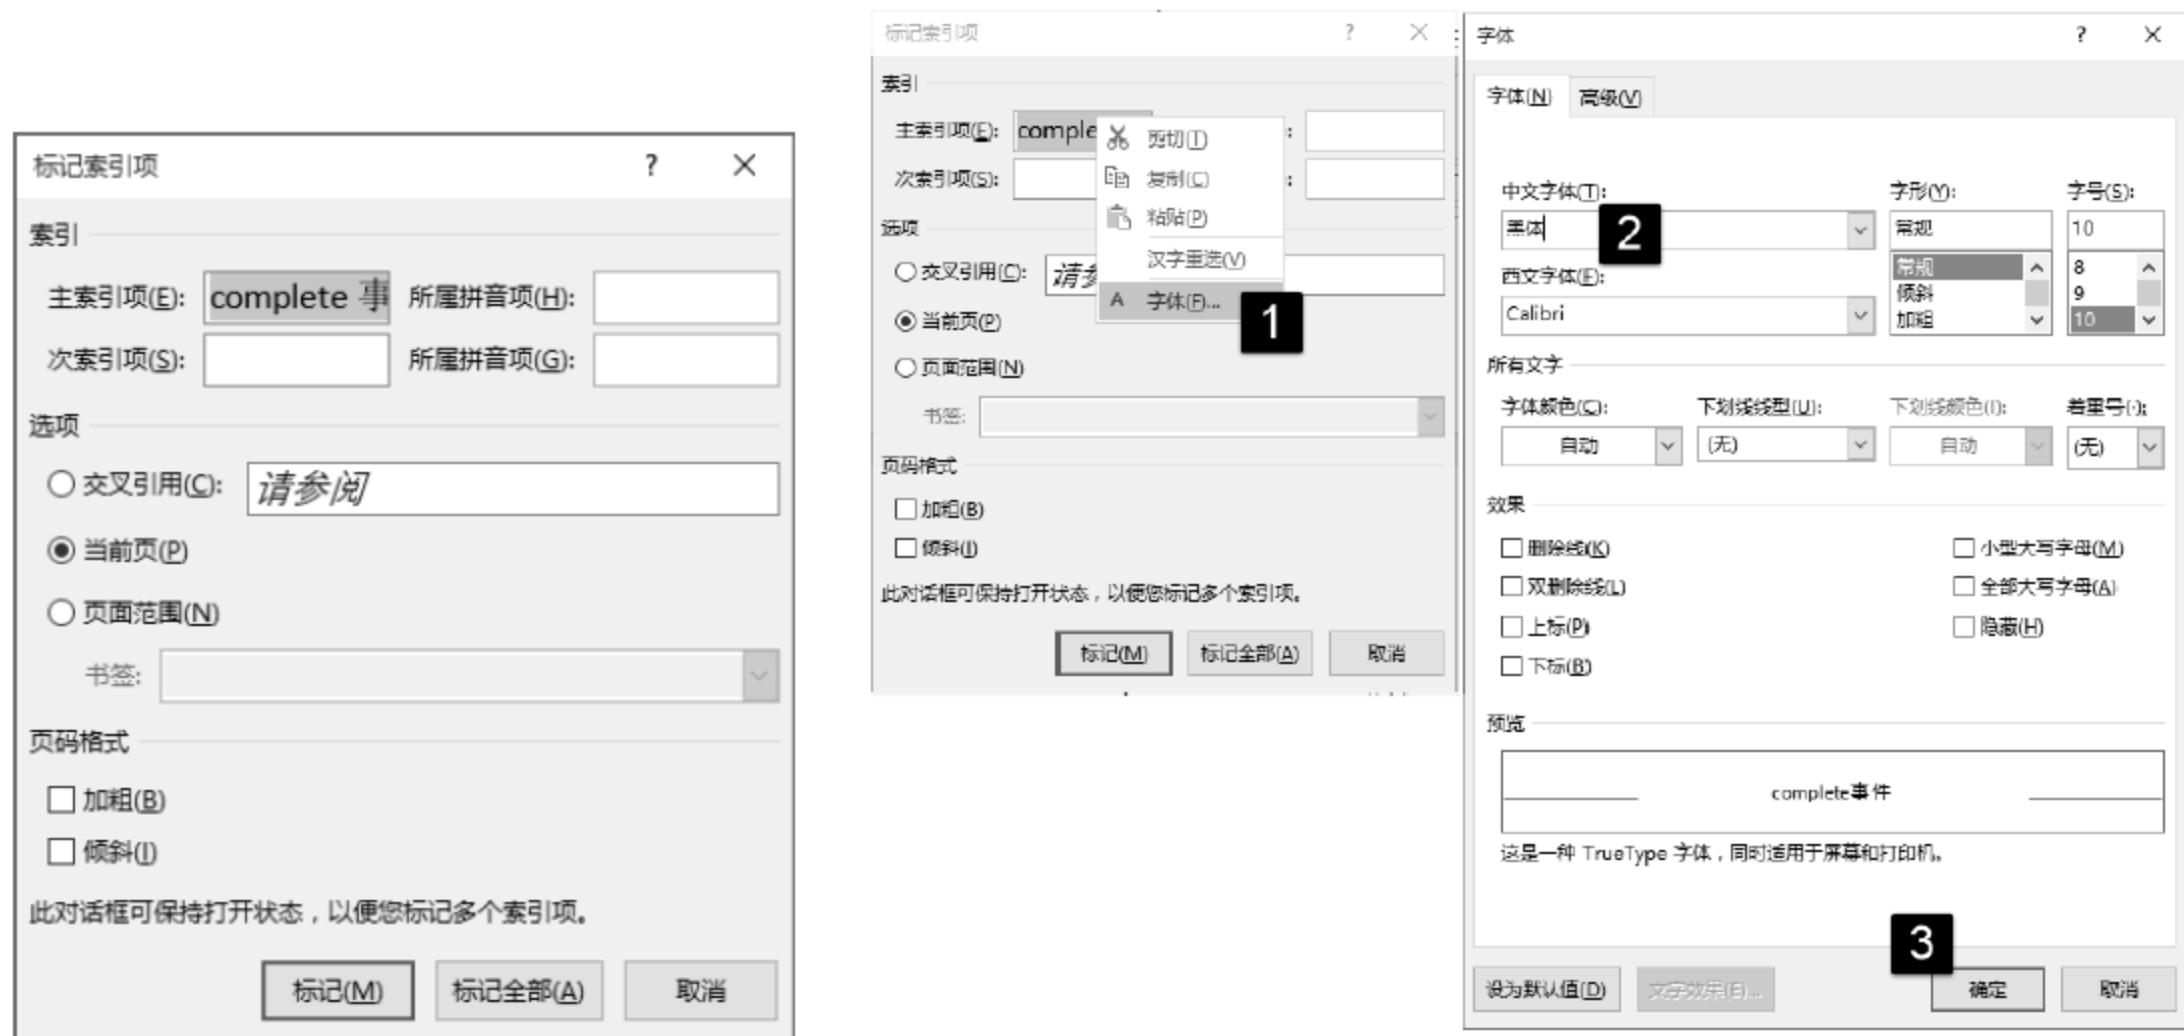 标记索引项 ? ×
索引
主索引项(E): complete 事 所属拼音项(H):
次索引项(S): 所属拼音项(G):
选项
交叉引用(C): 请参阅
当前页(P)
页面范围(N)
书签:
页码格式
加粗(B)
倾斜(I)
此对话框可保持打开状态，以便您标记多个索引项。
标记(M) 标记全部(A) 取消
标记索引项 ? ×
索引
主索引项(E): comple :
次索引项(S): :
剪切(T)
复制(C)
粘贴(P)
汉字重选(V)
A 字体(F)... 1
选项
交叉引用(C): 请参
当前页(P)
页面范围(N)
书签:
页码格式
加粗(B)
倾斜(I)
此对话框可保持打开状态，以便您标记多个索引项。
标记(M) 标记全部(A) 取消
字体 ? ×
字体(N) 高级(V)
中文字体(T): 字形(Y): 字号(S):
黑体 2 常规 10
西文字体(F): 常规 8
倾斜 9
Calibri 加粗 10
所有文字
字体颜色(C): 下划线线型(U): 下划线颜色(I): 着重号(·):
自动 (无) 自动 (无)
效果
删除线(K) 小型大写字母(M)
双删除线(L) 全部大写字母(A)
上标(P) 隐藏(H)
下标(B)
预览
complete事件
这是一种 TrueType 字体，同时适用于屏幕和打印机。
3
设为默认值(D) 文字效果(E)... 确定 取消